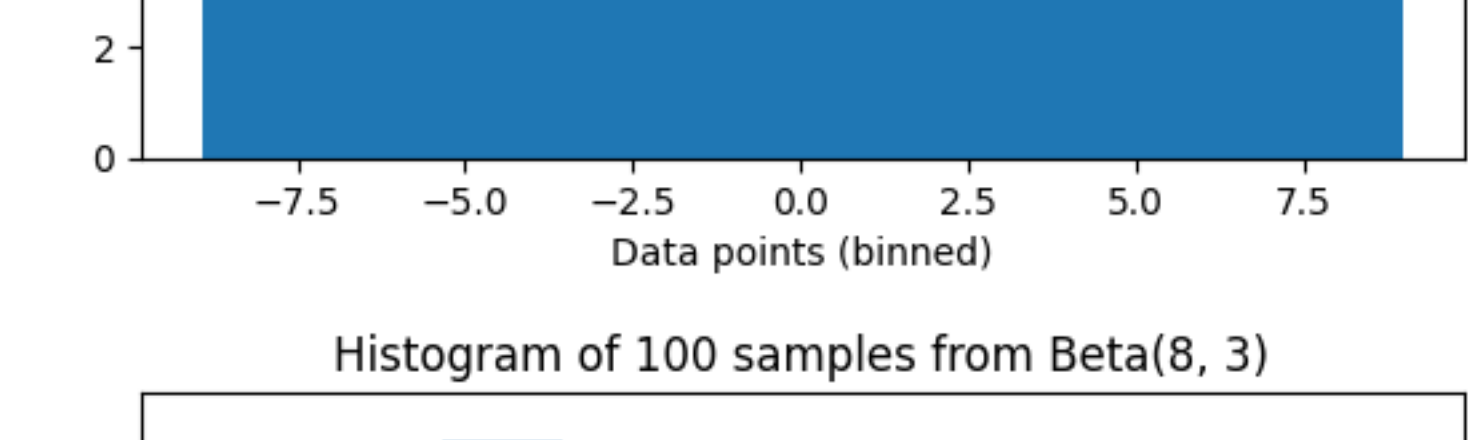 2
0
−7.5 −5.0 −2.5 0.0 2.5 5.0 7.5
Data points (binned)
Histogram of 100 samples from Beta(8, 3)